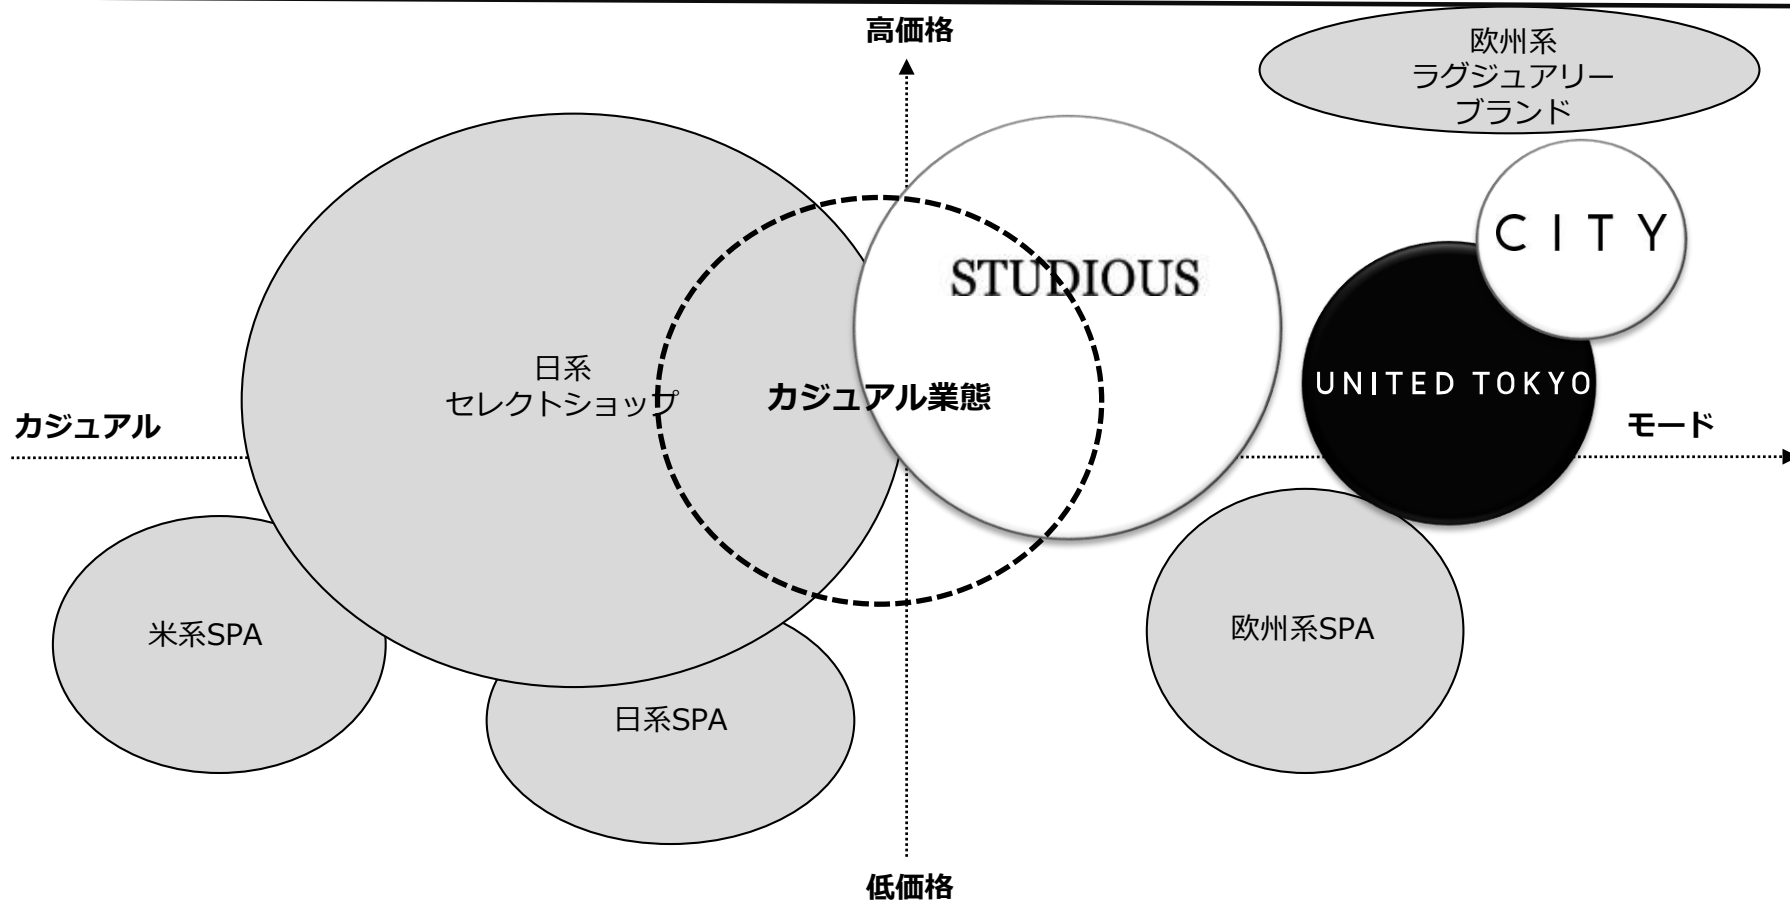 高価格
欧州系
ラグジュアリー
ブランド
CITY
STUDIOUS
日系
セレクトショップ
カジュアル業態
UNITED TOKYO
カジュアル
モード
米系SPA
欧州系SPA
日系SPA
低価格